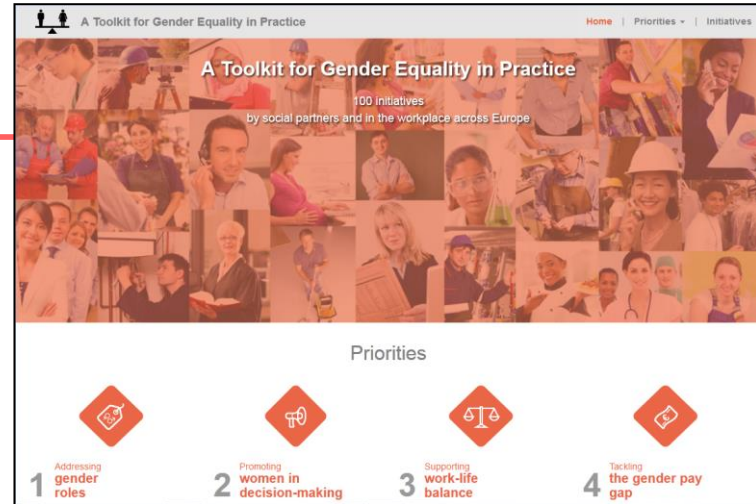 A Toolkit for Gender Equality in Practice
Home | Priorities | Initiatives
A Toolkit for Gender Equality in Practice
100 initiatives
by social partners and in the workplace across Europe
Priorities
1 Addressing
gender
roles
2 Promoting
women in
decision-making
3 Supporting
work-life
balance
4 Tackling
the gender pay
gap